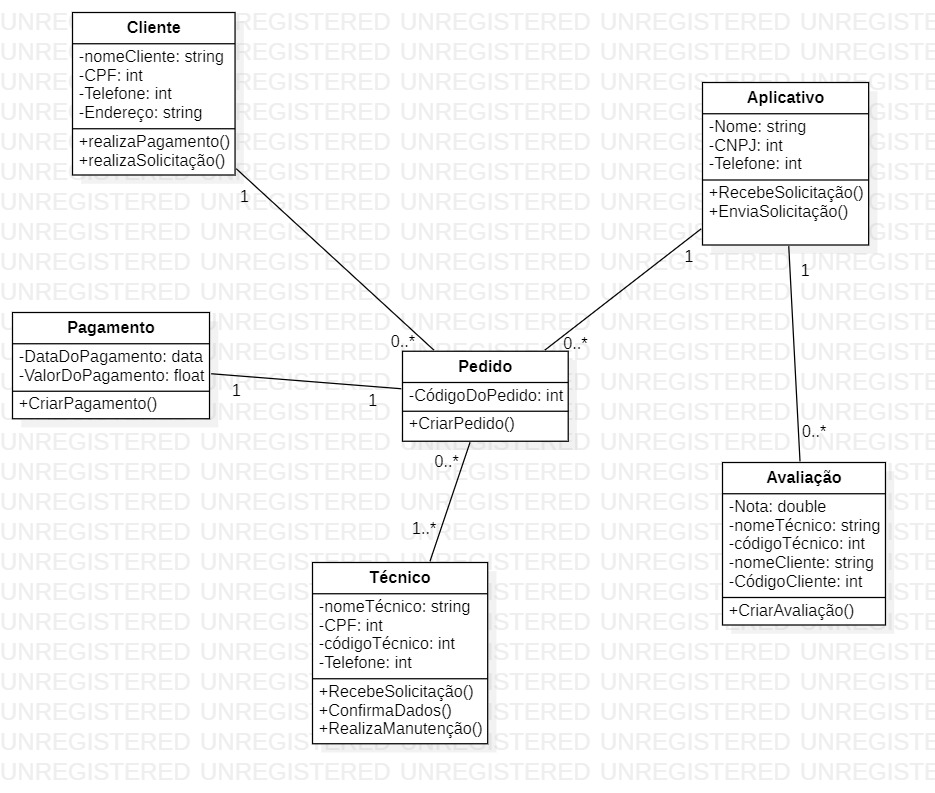 Cliente
-nomeCliente: string
-CPF: int
-Telefone: int
-Endereço: string
+realizaPagamento()
+realizaSolicitação()
1
0..*
Aplicativo
-Nome: string
-CNPJ: int
-Telefone: int
+RecebeSolicitação()
+EnviaSolicitação()
1
0..*
1
0..*
Pagamento
-DataDoPagamento: data
-ValorDoPagamento: float
+CriarPagamento()
1
1
Pedido
-CódigoDoPedido: int
+CriarPedido()
0..*
1..*
Avaliação
-Nota: double
-nomeTécnico: string
-códigoTécnico: int
-nomeCliente: string
-CódigoCliente: int
+CriarAvaliação()
Técnico
-nomeTécnico: string
-CPF: int
-códigoTécnico: int
-Telefone: int
+RecebeSolicitação()
+ConfirmaDados()
+RealizaManutenção()
UNREGISTERED